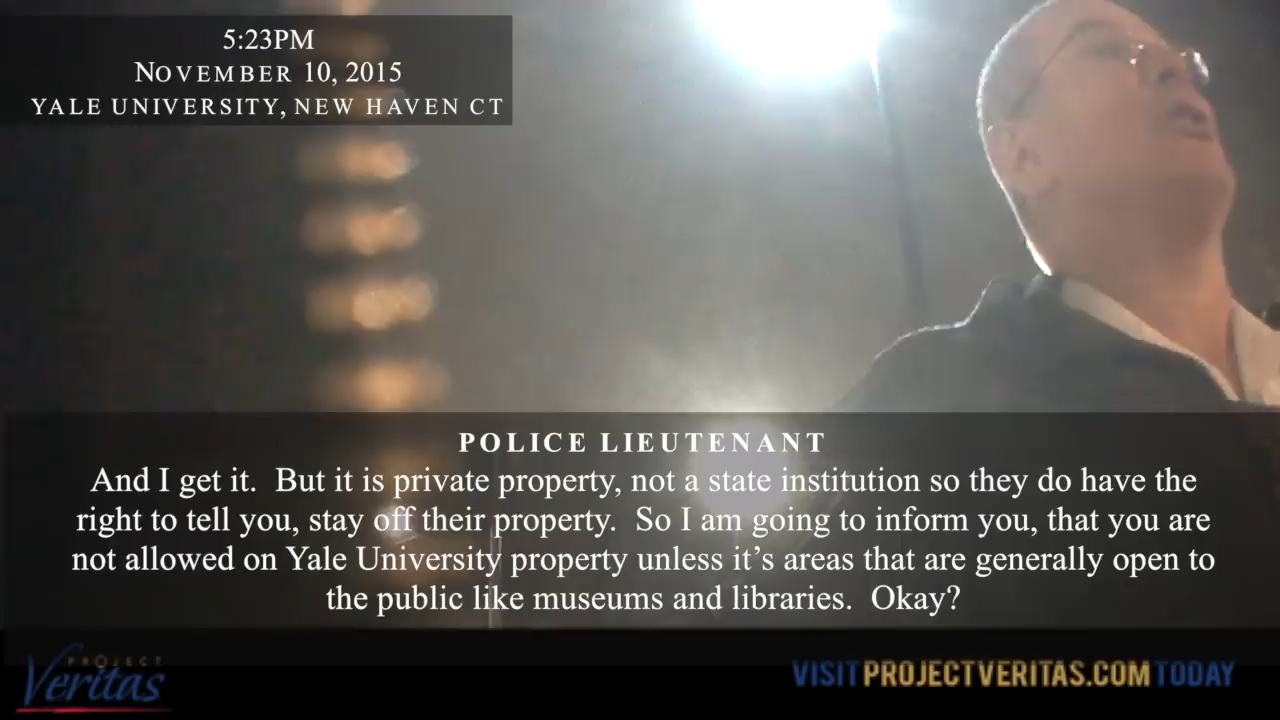 5:23PM
NOVEMBER 10, 2015
YALE UNIVERSITY, NEW HAVEN CT
POLICE LIEUTENANT
And I get it.  But it is private property, not a state institution so they do have the
right to tell you, stay off their property.  So I am going to inform you, that you are
not allowed on Yale University property unless it’s areas that are generally open to
the public like museums and libraries.  Okay?
PROJECT
Veritas
VISITPROJECTVERITAS.COMTODAY